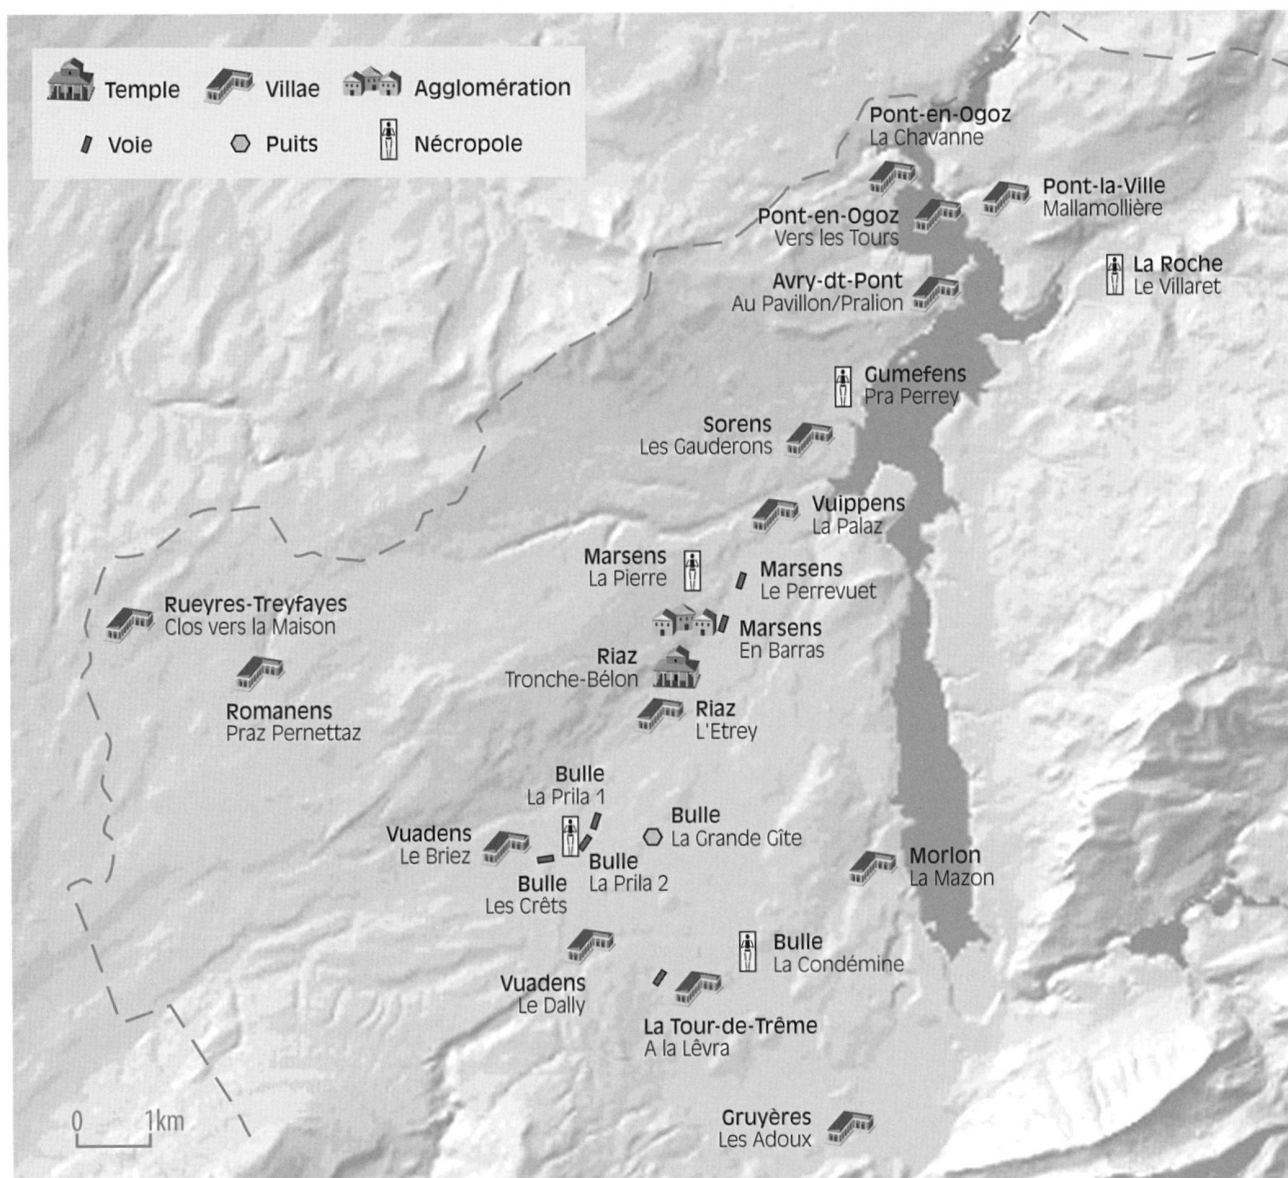 Temple
Villae
Agglomération
Voie
Puits
Nécropole
Pont-en-Ogoz
La Chavanne
Pont-la-Ville
Mallamollière
Pont-en-Ogoz
Vers les Tours
La Roche
Le Villaret
Avry-dt-Pont
Au Pavillon/Pralion
Gumefens
Pra Perrey
Sorens
Les Gauderons
Vuippens
La Palaz
Marsens
La Pierre
Marsens
Le Perrevuet
Rueyres-Treyfayes
Clos vers la Maison
Marsens
En Barras
Riaz
Tronche-Bélon
Romanens
Praz Pernettaz
Riaz
L'Etrey
Bulle
La Prila 1
Bulle
La Grande Gîte
Vuadens
Le Briez
Bulle
La Prila 2
Morlon
La Mazon
Bulle
Les Crêts
Bulle
La Condémine
Vuadens
Le Dally
La Tour-de-Trême
A la Lêvra
Gruyères
Les Adoux
0 1km